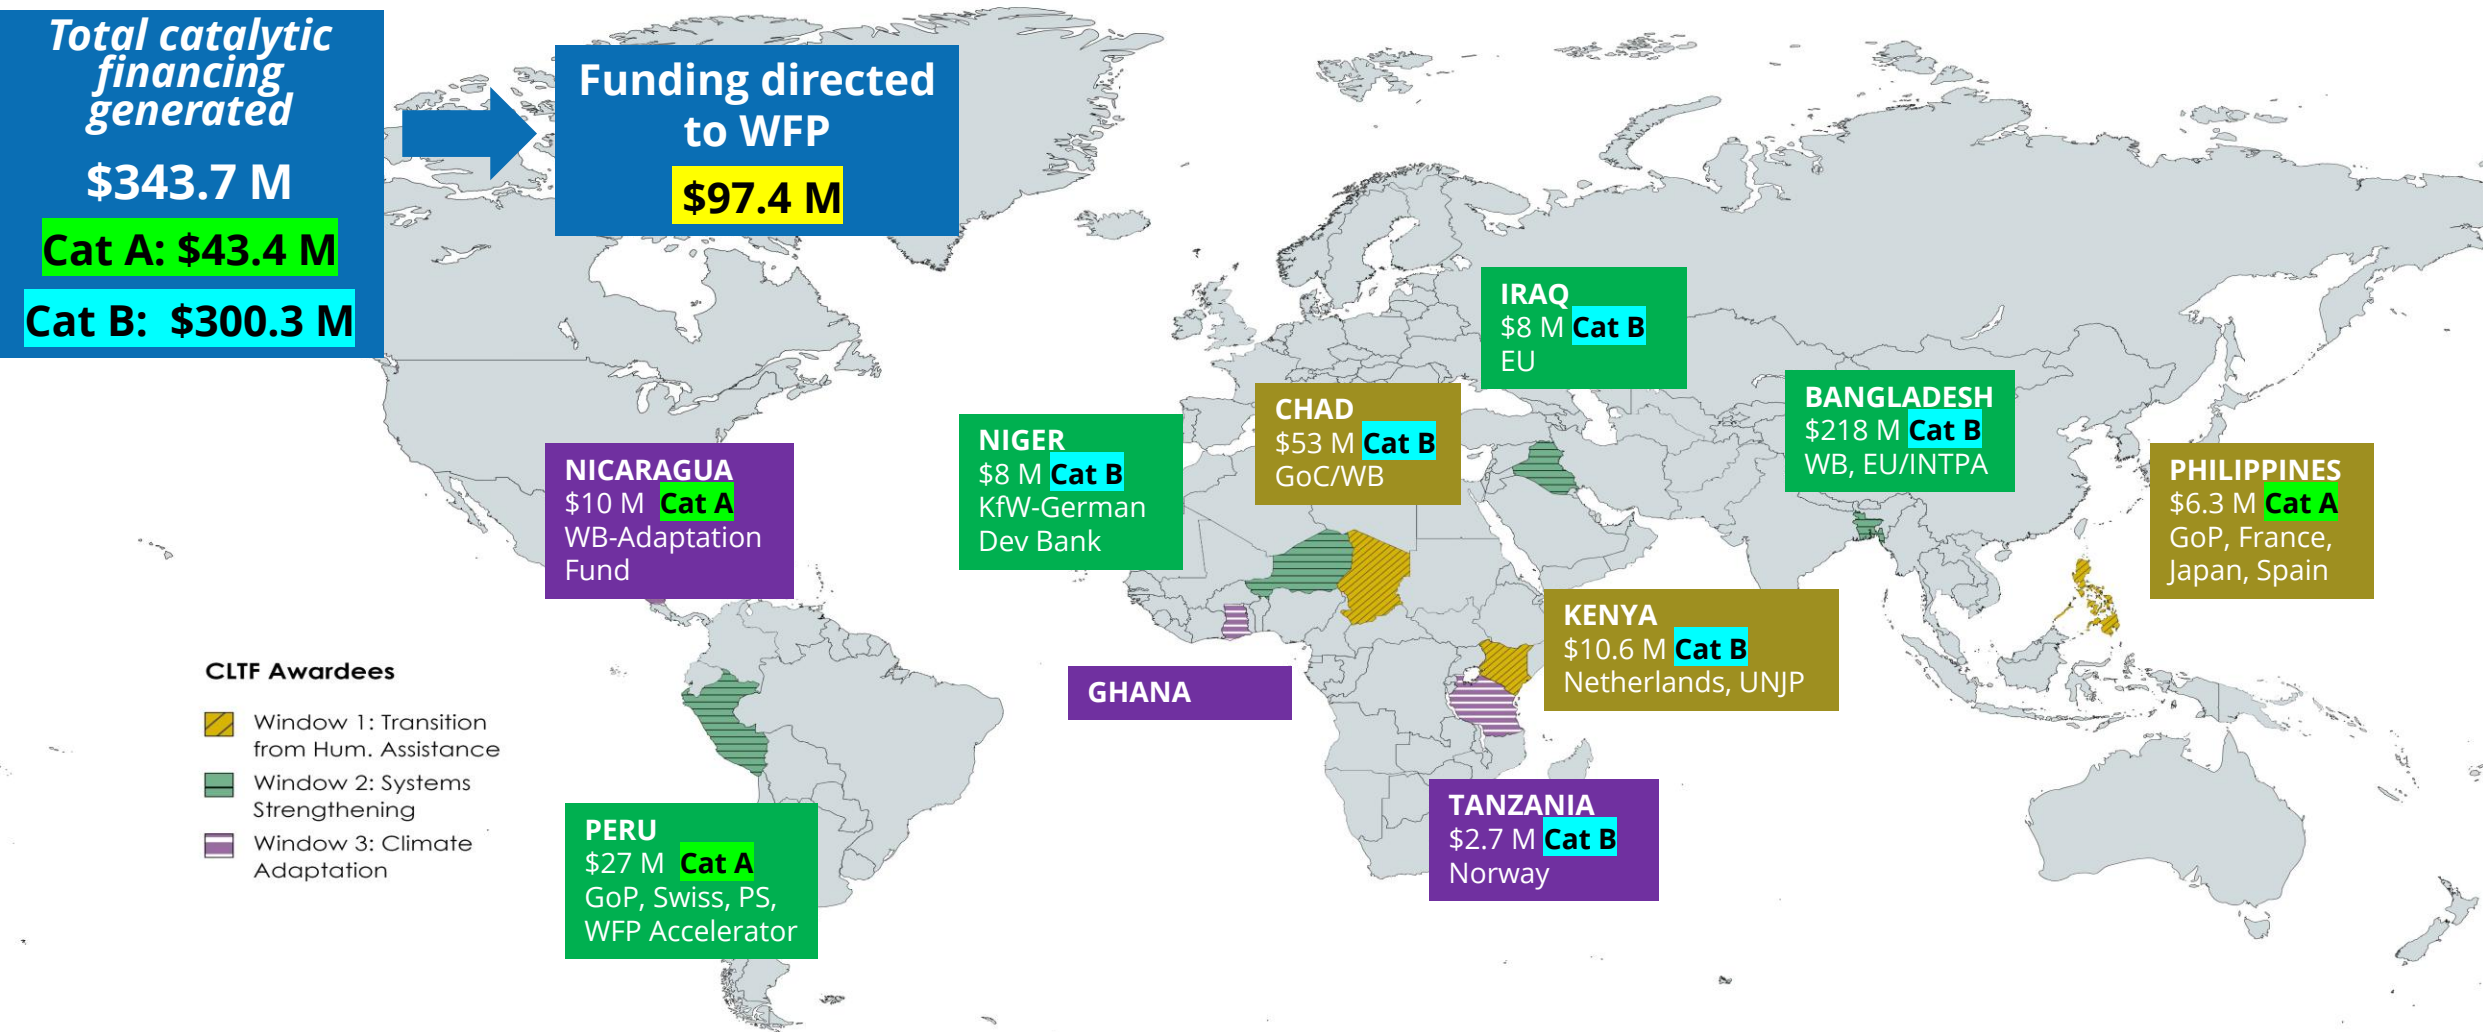 Total catalytic
financing
generated
$343.7 M
Cat A: $43.4 M
Cat B: $300.3 M
Funding directed
to WFP
$97.4 M
IRAQ
$8 M Cat B
EU
CHAD
$53 M Cat B
GoC/WB
BANGLADESH
$218 M Cat B
WB, EU/INTPA
NIGER
$8 M Cat B
KfW-German
Dev Bank
NICARAGUA
$10 M Cat A
WB-Adaptation
Fund
PHILIPPINES
$6.3 M Cat A
GoP, France,
Japan, Spain
KENYA
$10.6 M Cat B
Netherlands, UNJP
GHANA
TANZANIA
$2.7 M Cat B
Norway
PERU
$27 M Cat A
GoP, Swiss, PS,
WFP Accelerator
CLTF Awardees
Window 1: Transition
from Hum. Assistance
Window 2: Systems
Strengthening
Window 3: Climate
Adaptation